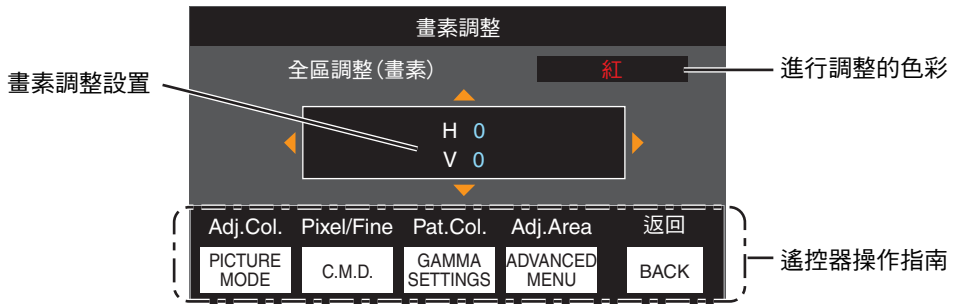 畫素調整
全區調整(畫素)
紅
進行調整的色彩
畫素調整設置
H 0
V 0
Adj.Col. Pixel/Fine Pat.Col. Adj.Area 返回
PICTURE MODE
C.M.D.
GAMMA SETTINGS
ADVANCED MENU
BACK
遙控器操作指南